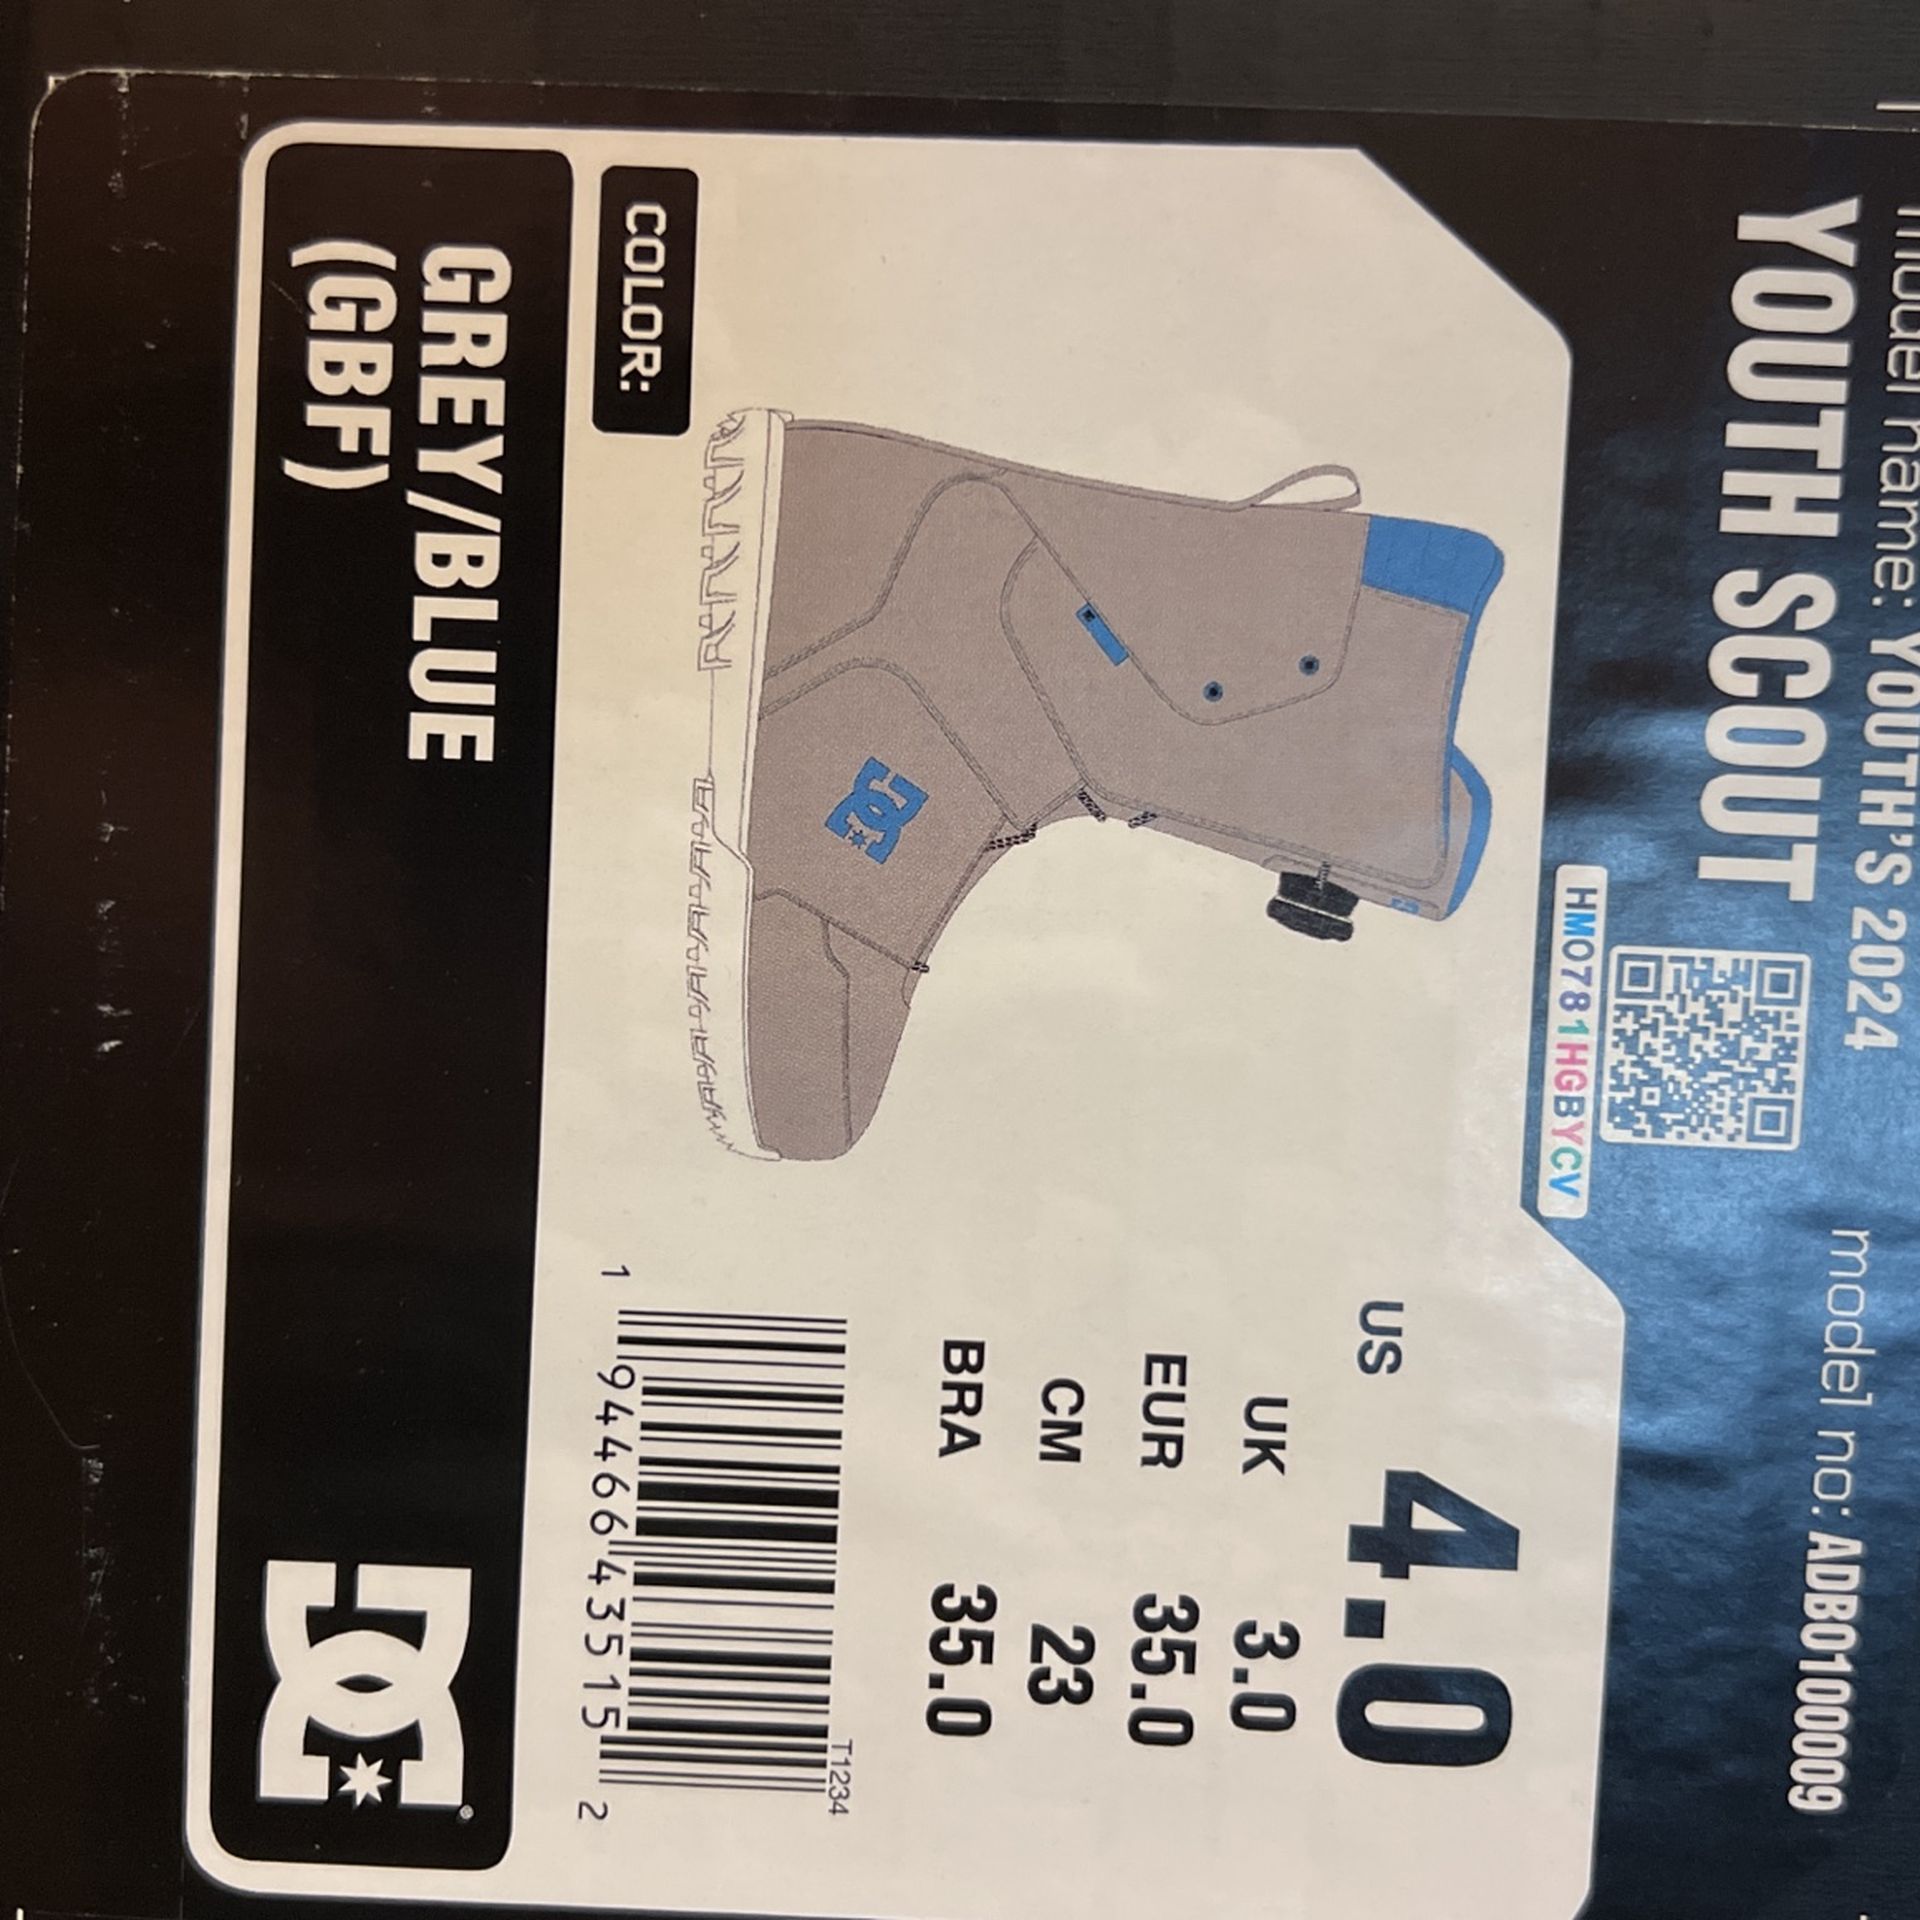 model name: YOUTH'S 2024
model no: ADBO100009
YOUTH SCOUT
HMO781HGBYCV
US 4.0
UK 3.0
EUR 35.0
CM 23
BRA 35.0
T1234
1 94466 43515 2
COLOR:
GREY/BLUE
(GBF)
DC